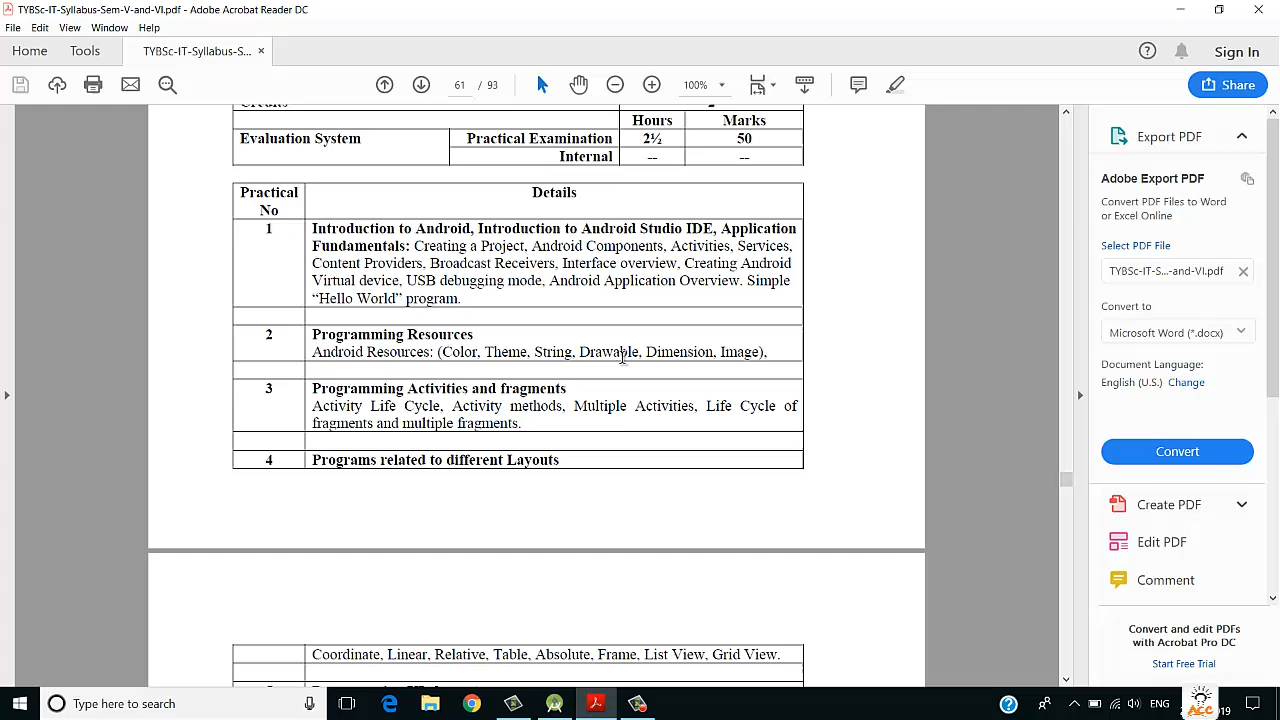 TYBSc-IT-Syllabus-Sem-V-and-VI.pdf - Adobe Acrobat Reader DC
File Edit View Window Help
Home Tools TYBSc-IT-Syllabus-S... × Sign In
61 / 93 100% Share
Credits 2
Hours Marks
Evaluation System Practical Examination 2½ 50
Internal -- --
Practical No Details
1 Introduction to Android, Introduction to Android Studio IDE, Application
Fundamentals: Creating a Project, Android Components, Activities, Services,
Content Providers, Broadcast Receivers, Interface overview, Creating Android
Virtual device, USB debugging mode, Android Application Overview. Simple
“Hello World” program.
2 Programming Resources
Android Resources: (Color, Theme, String, Drawable, Dimension, Image),
3 Programming Activities and fragments
Activity Life Cycle, Activity methods, Multiple Activities, Life Cycle of
fragments and multiple fragments.
4 Programs related to different Layouts
Coordinate, Linear, Relative, Table, Absolute, Frame, List View, Grid View.
Export PDF
Adobe Export PDF
Convert PDF Files to Word
or Excel Online
Select PDF File
TYBSc-IT-S...-and-VI.pdf
Convert to
Microsoft Word (*.docx)
Document Language:
English (U.S.) Change
Convert
Create PDF
Edit PDF
Comment
Convert and edit PDFs
with Acrobat Pro DC
Start Free Trial
Type here to search
ENG
ACC